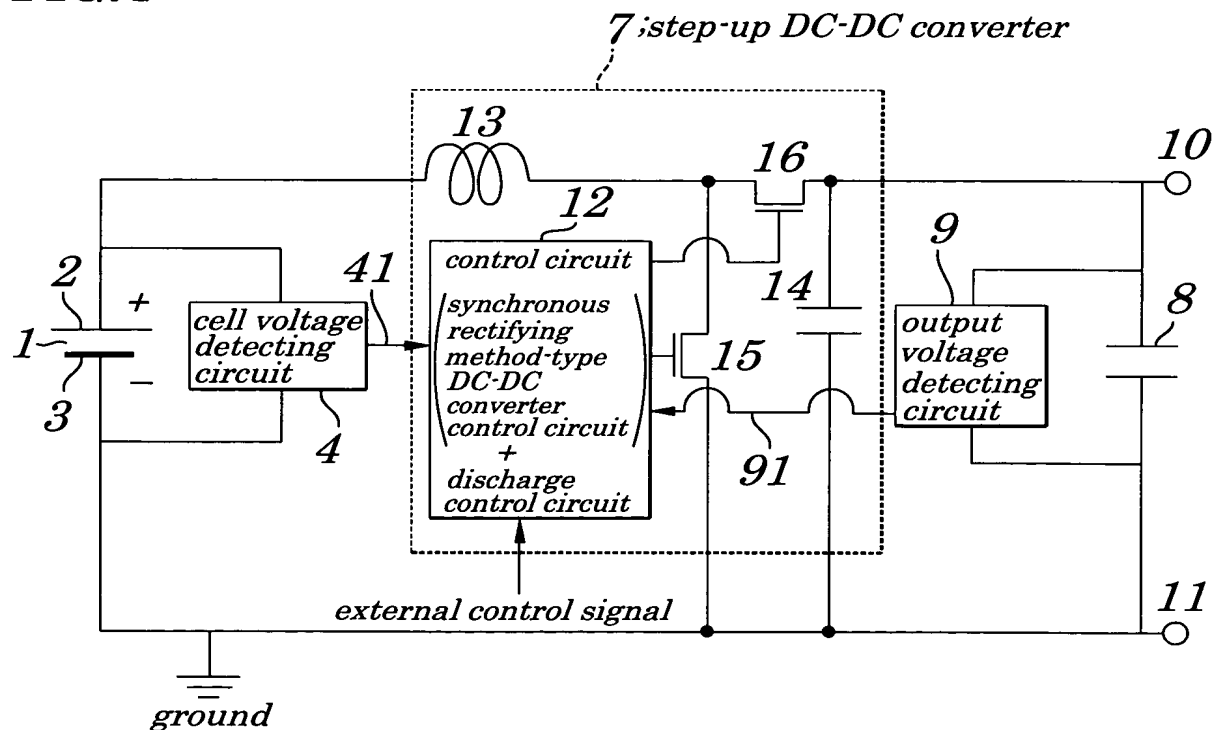 7;step-up DC-DC converter
13
16
10
12
control circuit
(synchronous
rectifying
method-type
DC-DC
converter
control circuit)
+
discharge
control circuit
41
2
+
1
3
−
cell voltage
detecting
circuit
4
14
15
9
output
voltage
detecting
circuit
8
91
external control signal
11
ground